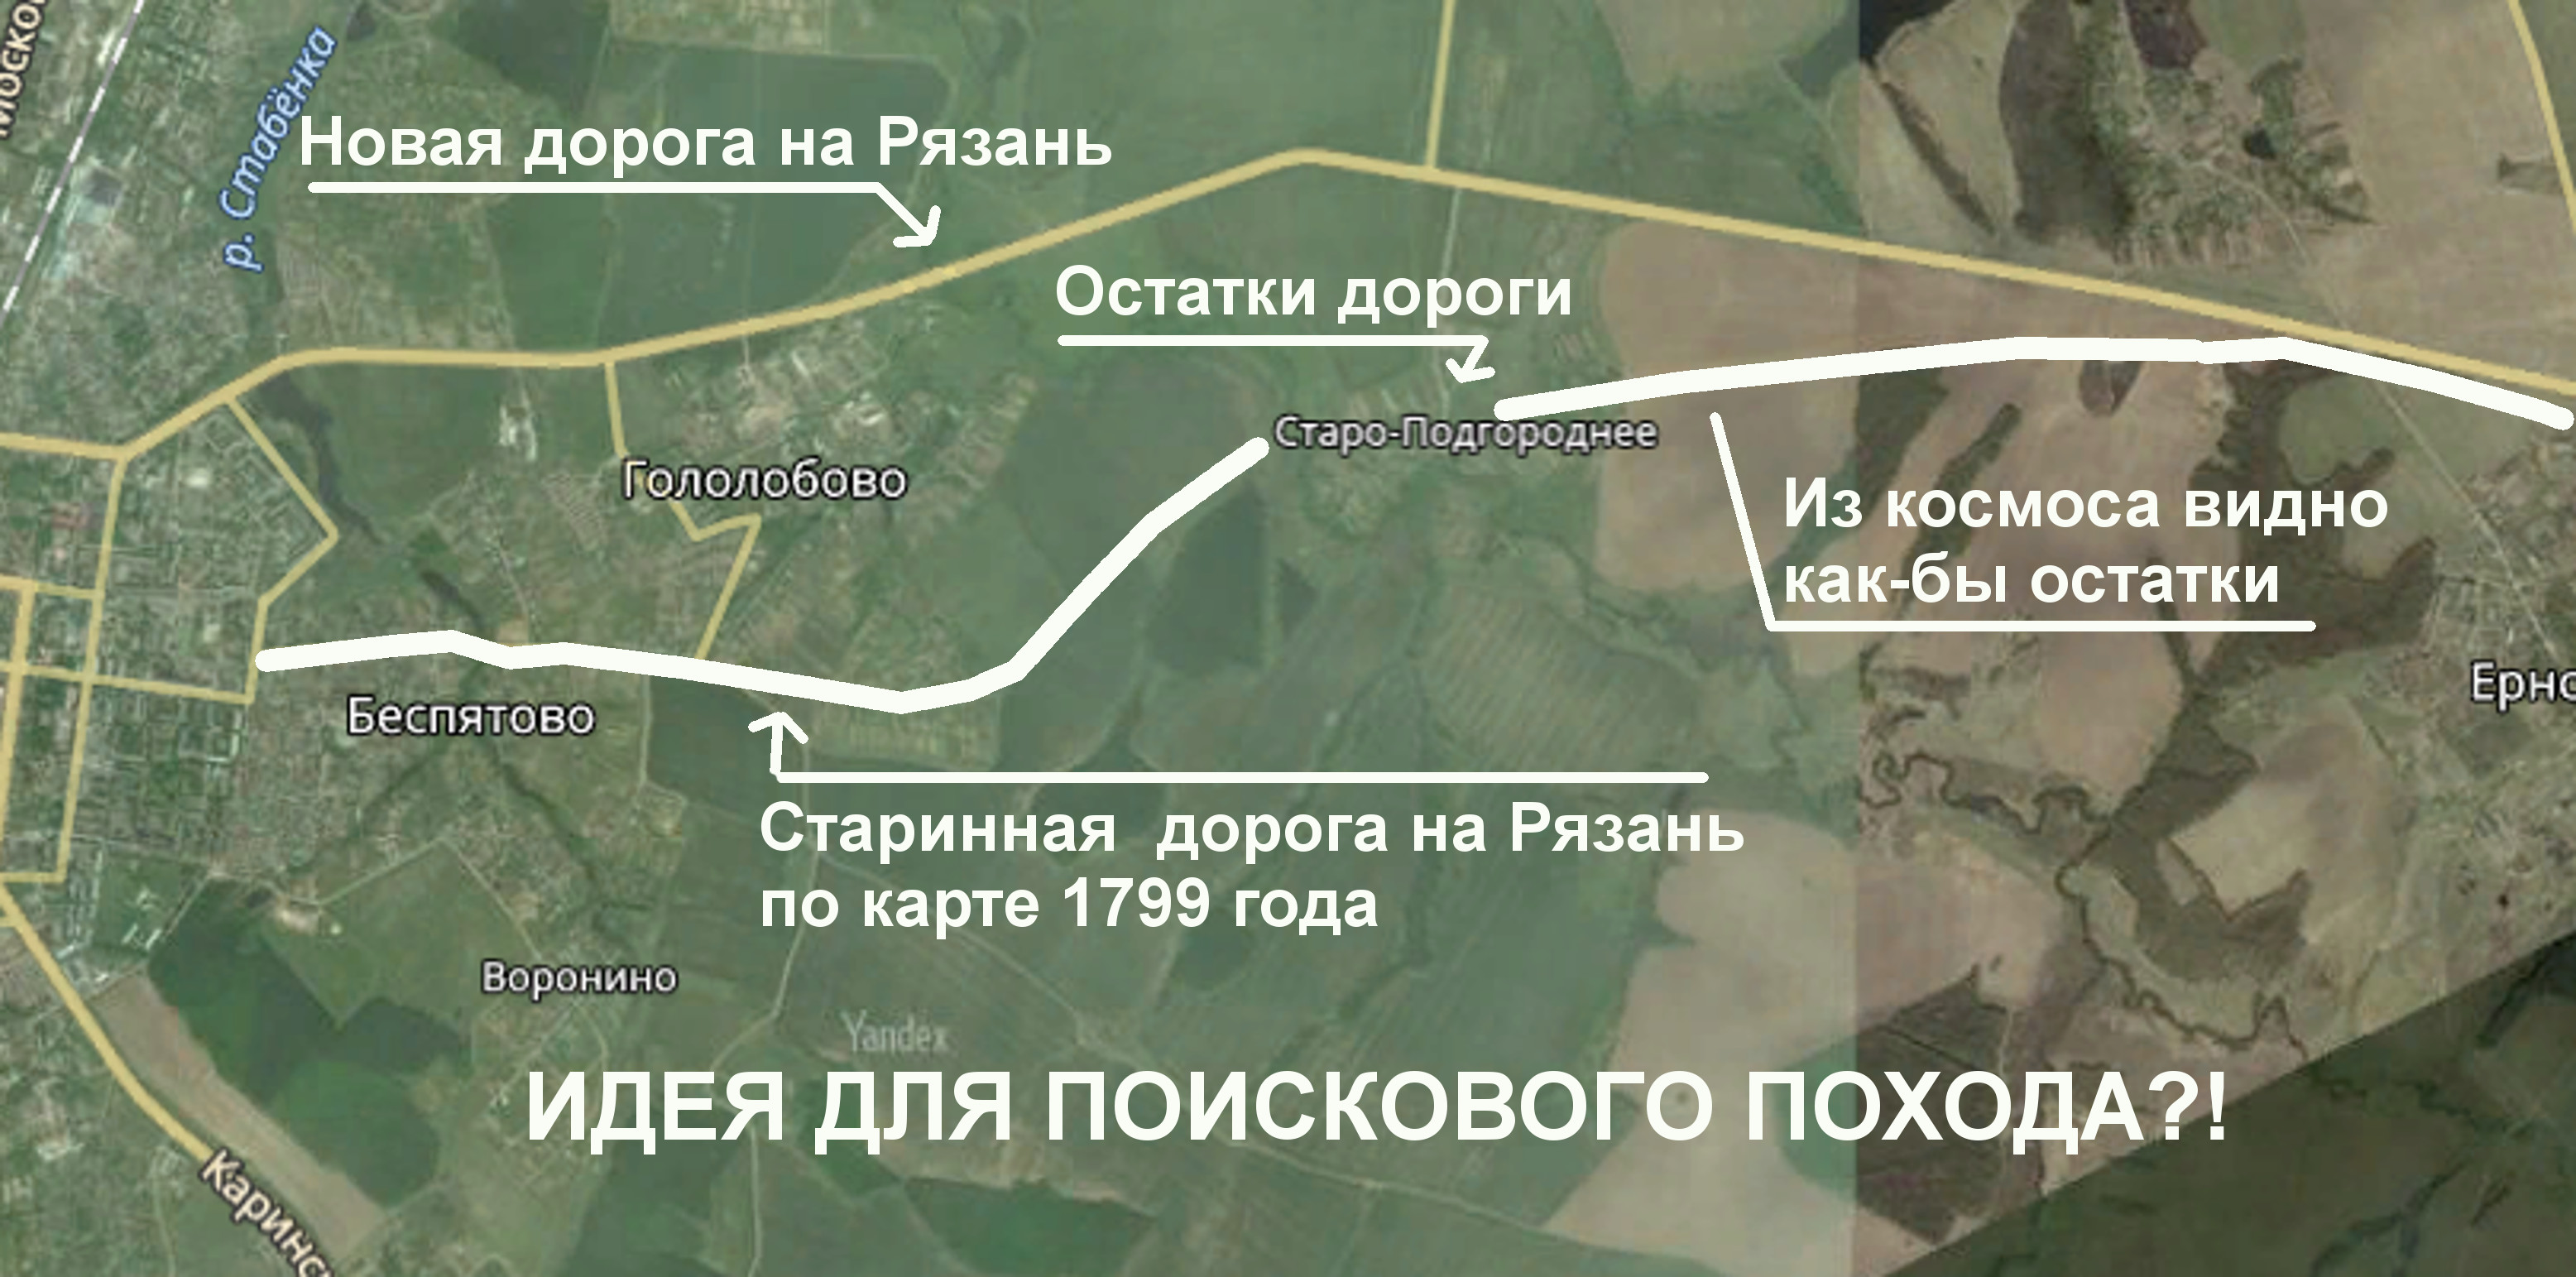 Моско
р. Стабёнка
Новая дорога на Рязань
Остатки дороги
Старо-Подгороднее
Гололобово
Из космоса видно
как-бы остатки
Беспятово
Ерно
Старинная дорога на Рязань
по карте 1799 года
Воронино
Yandex
ИДЕЯ ДЛЯ ПОИСКОВОГО ПОХОДА?!
Каринс